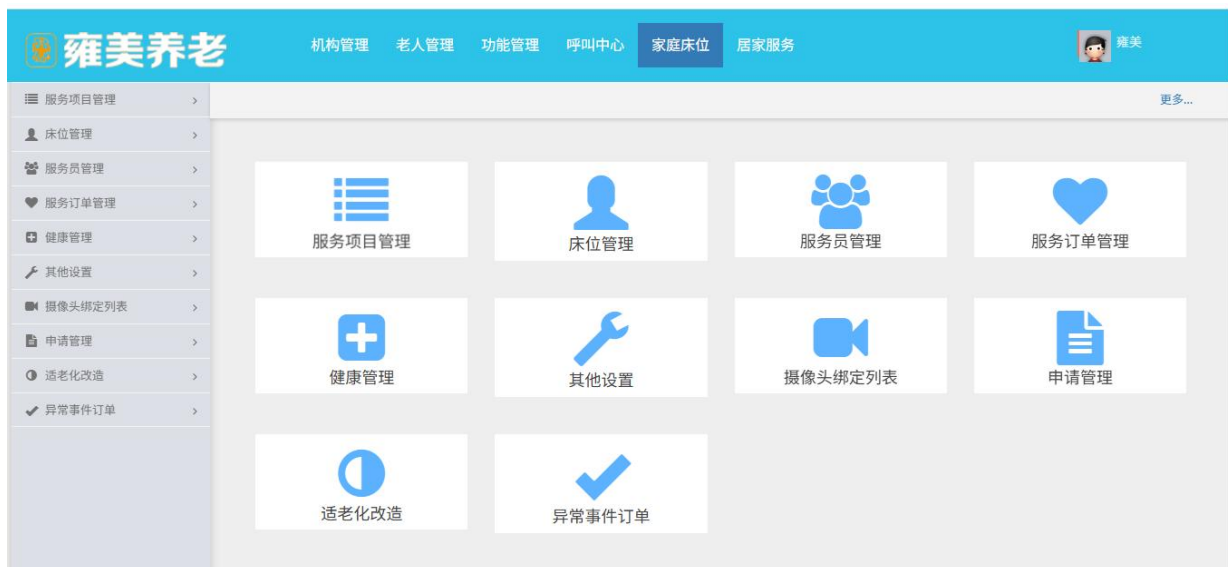 雍美养老
机构管理 老人管理 功能管理 呼叫中心 家庭床位 居家服务
雍美
更多...
服务项目管理
床位管理
服务员管理
服务订单管理
健康管理
其他设置
摄像头绑定列表
申请管理
适老化改造
异常事件订单
服务项目管理 床位管理 服务员管理 服务订单管理
健康管理 其他设置 摄像头绑定列表 申请管理
适老化改造 异常事件订单